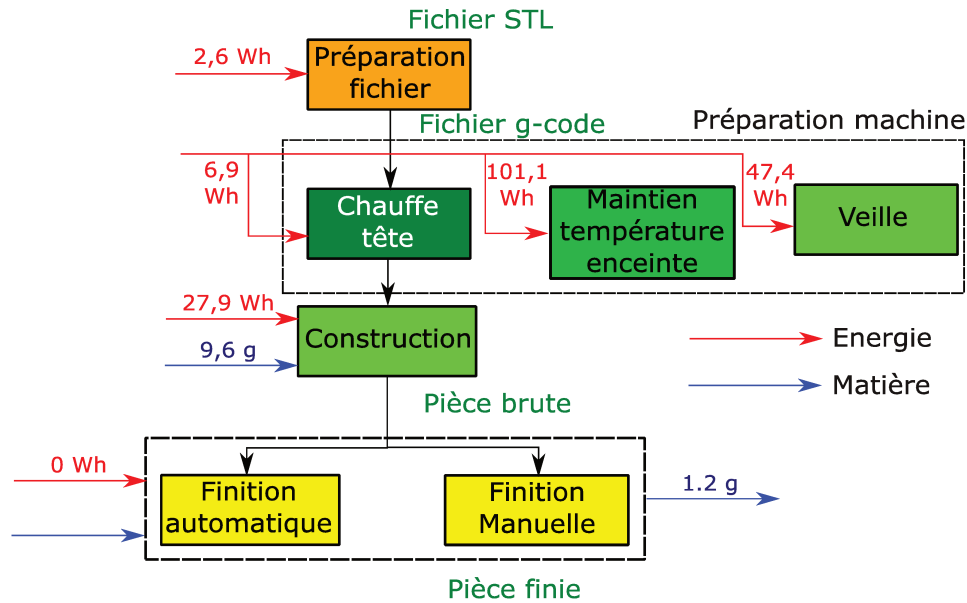 Fichier STL
2,6 Wh
Préparation
fichier
Fichier g-code
Préparation machine
6,9
Wh
101,1
Wh
47,4
Wh
Chauffe
tête
Maintien
température
enceinte
Veille
27,9 Wh
Construction
9,6 g
Energie
Matière
Pièce brute
0 Wh
Finition
automatique
Finition
Manuelle
1.2 g
Pièce finie